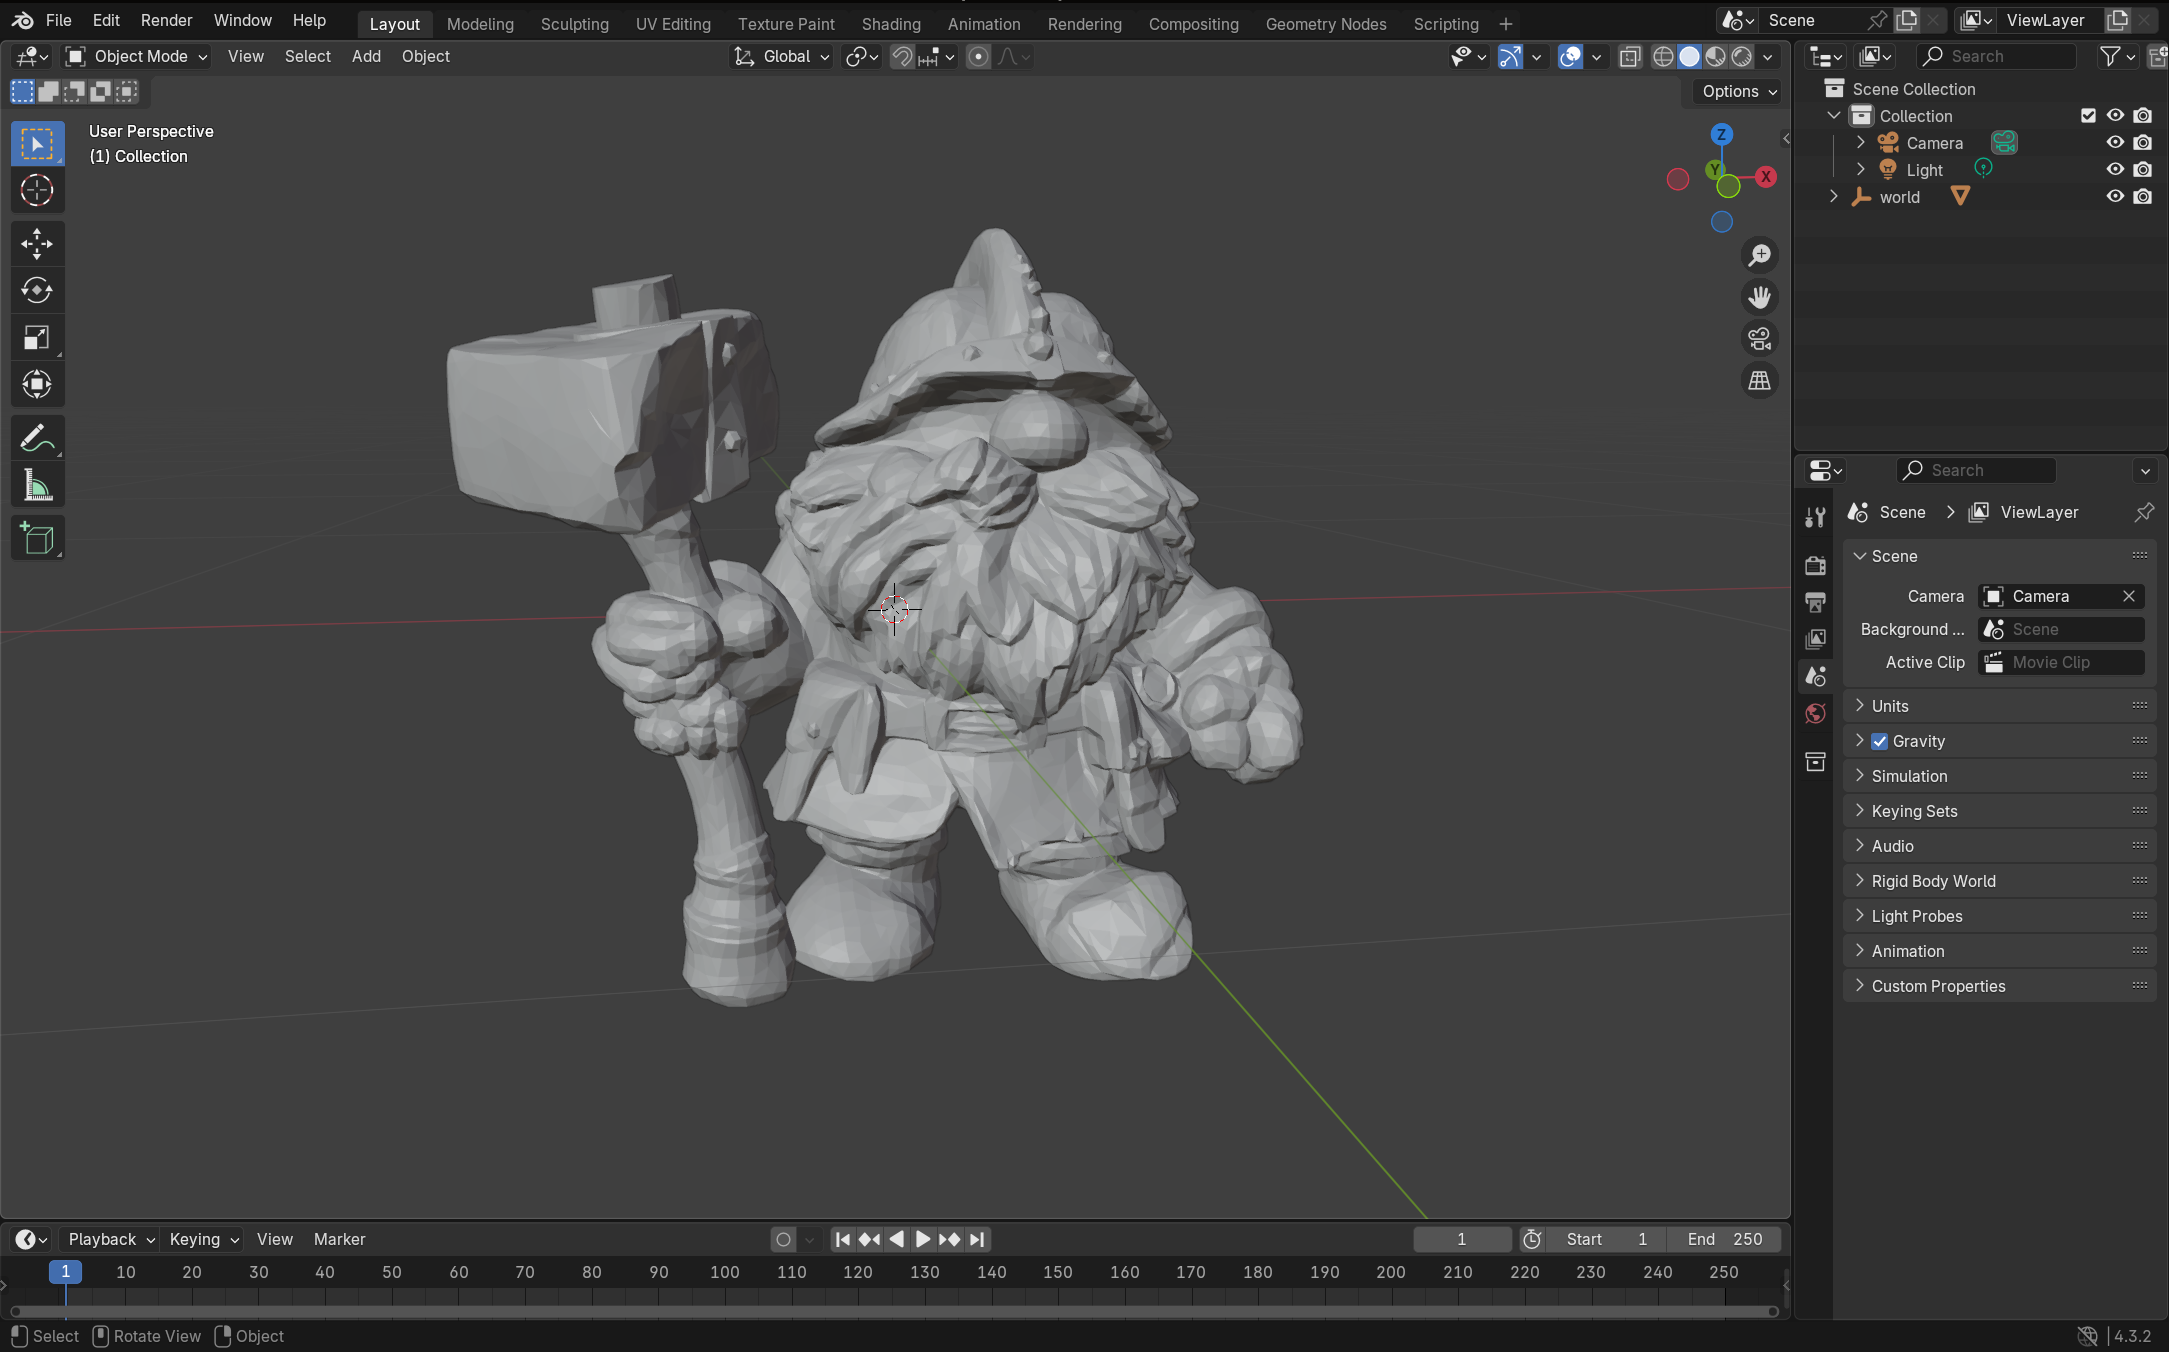 File Edit Render Window Help Layout Modeling Sculpting UV Editing Texture Paint Shading Animation Rendering Compositing Geometry Nodes Scripting + Scene ViewLayer
Object Mode View Select Add Object Global Search
Options
User Perspective
(1) Collection
Z
Y
X
Scene Collection
Collection
Camera
Light
world
Search
Scene > ViewLayer
Scene
Camera Camera
Background ... Scene
Active Clip Movie Clip
Units
Gravity
Simulation
Keying Sets
Audio
Rigid Body World
Light Probes
Animation
Custom Properties
Playback Keying View Marker 1 Start 1 End 250
1 10 20 30 40 50 60 70 80 90 100 110 120 130 140 150 160 170 180 190 200 210 220 230 240 250
Select Rotate View Object 4.3.2